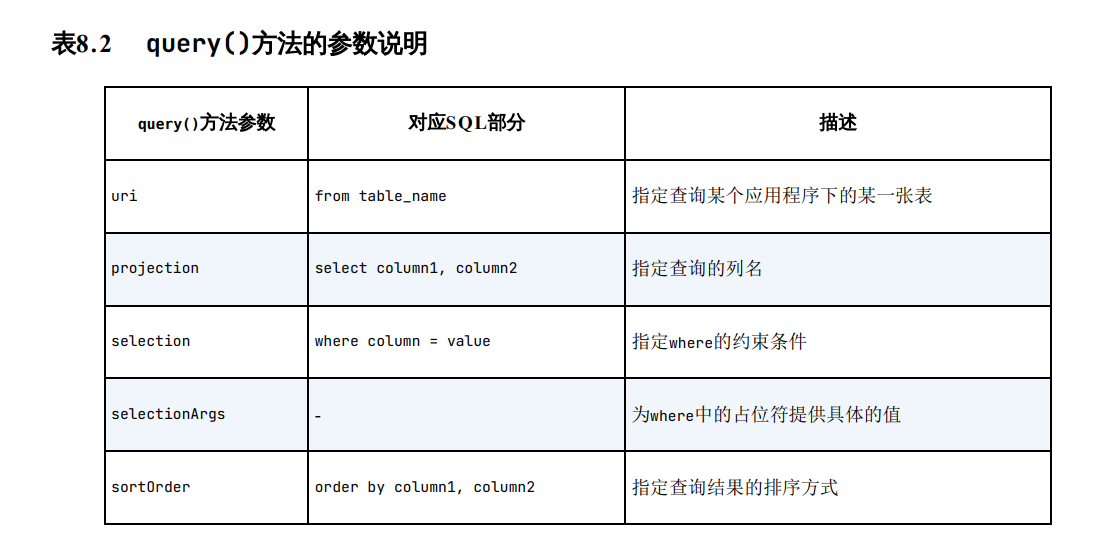 表8.2 query()方法的参数说明
query()方法参数 对应SQL部分 描述
uri from table_name 指定查询某个应用程序下的某一张表
projection select column1, column2 指定查询的列名
selection where column = value 指定where的约束条件
selectionArgs - 为where中的占位符提供具体的值
sortOrder order by column1, column2 指定查询结果的排序方式